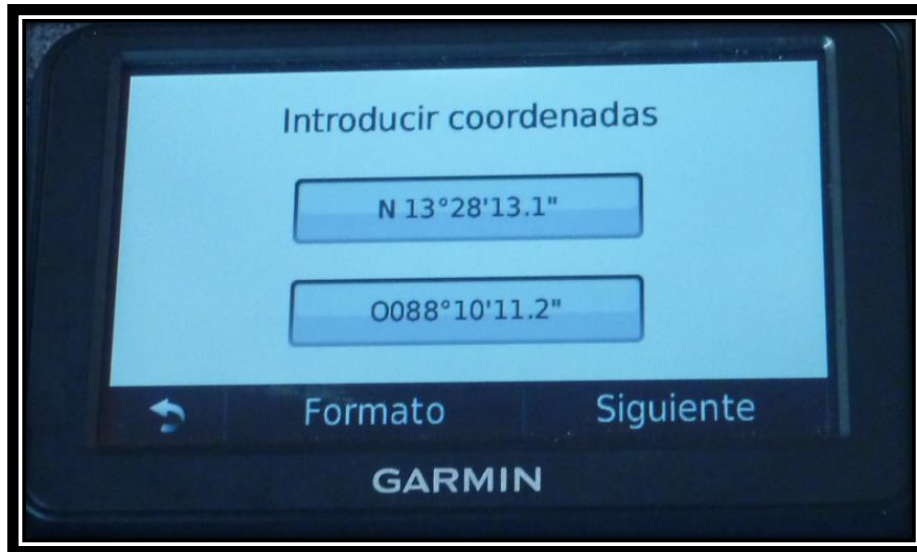 Introducir coordenadas
N 13°28'13.1"
O088°10'11.2"
Formato Siguiente
GARMIN